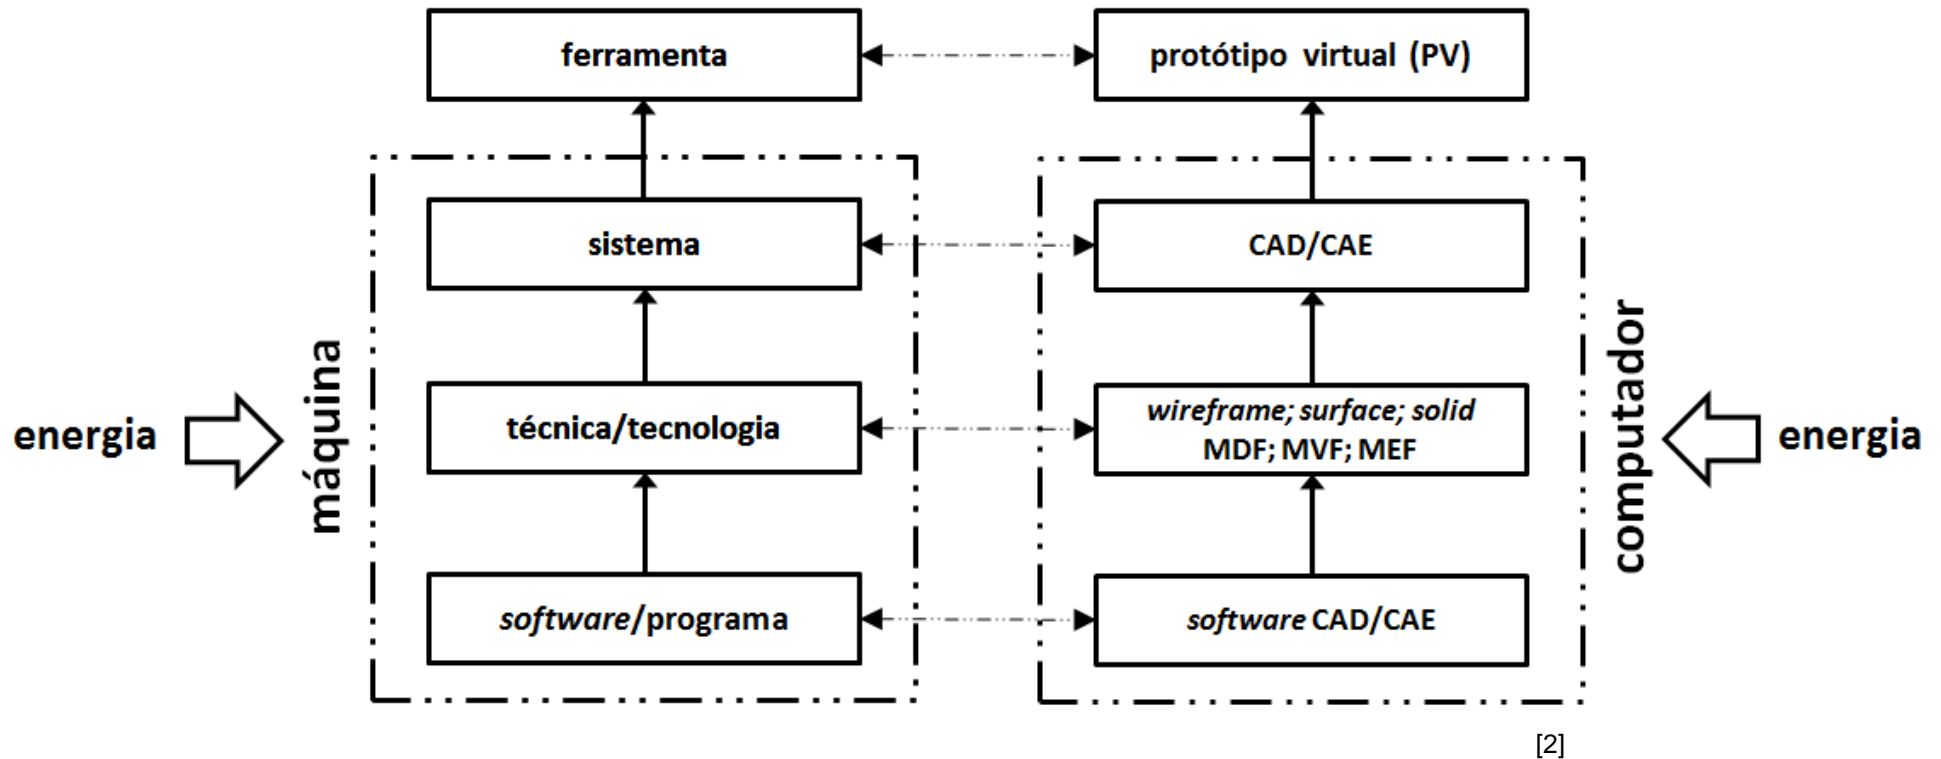 ferramenta
protótipo virtual (PV)
sistema
CAD/CAE
máquina
computador
energia
energia
técnica/tecnologia
wireframe; surface; solid
MDF; MVF; MEF
software/programa
software CAD/CAE
[2]